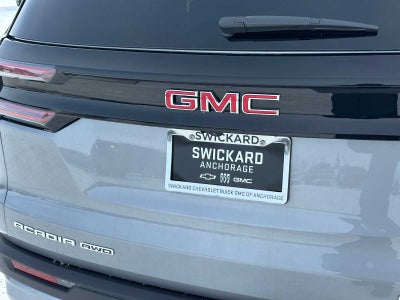 GMC
SWICKARD
SWICKARD
ANCHORAGE
GMC
SWICKARD CHEVROLET BUICK GMC OF ANCHORAGE
ACADIA AWD